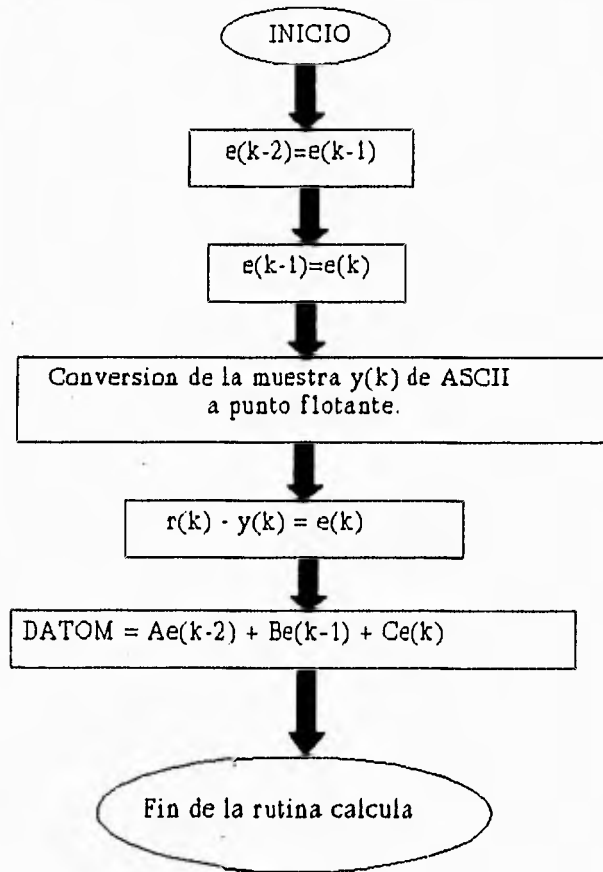 INICIO
e(k-2)=e(k-1)
e(k-1)=e(k)
Conversion de la muestra y(k) de ASCII
a punto flotante.
r(k) - y(k) = e(k)
DATOM = Ae(k-2) + Be(k-1) + Ce(k)
Fin de la rutina calcula